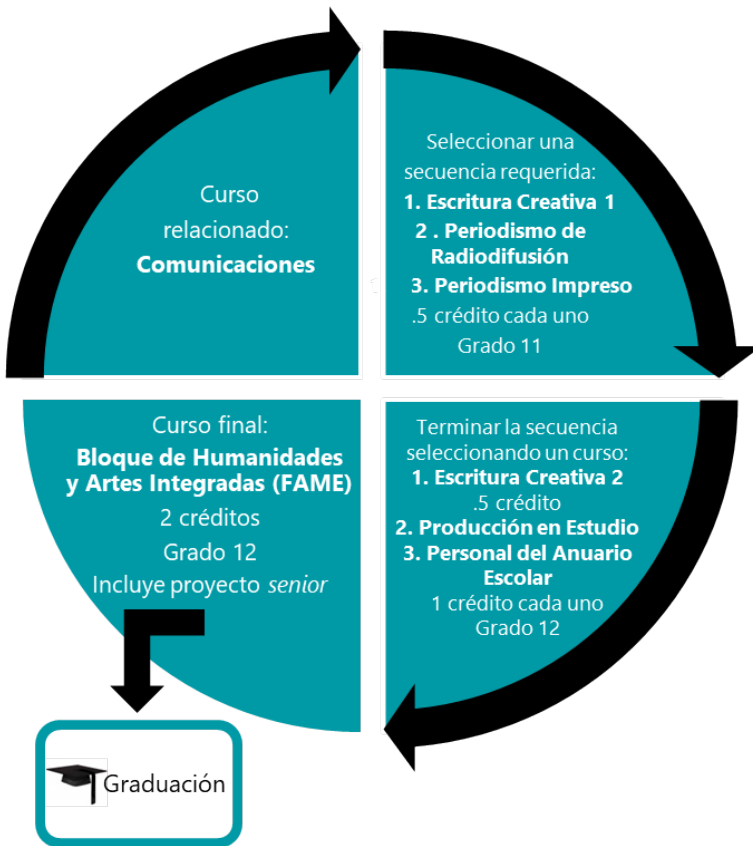 Curso
relacionado:
Comunicaciones
Seleccionar una
secuencia requerida:
1. Escritura Creativa 1
2 . Periodismo de
Radiodifusión
3. Periodismo Impreso
.5 crédito cada uno
Grado 11
Terminar la secuencia
seleccionando un curso:
1. Escritura Creativa 2
.5 crédito
2. Producción en Estudio
3. Personal del Anuario
Escolar
1 crédito cada uno
Grado 12
Curso final:
Bloque de Humanidades
y Artes Integradas (FAME)
2 créditos
Grado 12
Incluye proyecto senior
Graduación